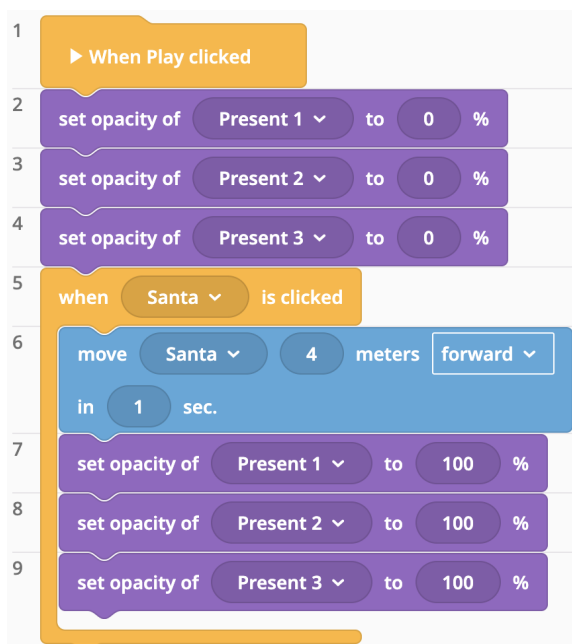 1
When Play clicked
2
set opacity of Present 1 to 0 %
3
set opacity of Present 2 to 0 %
4
set opacity of Present 3 to 0 %
5
when Santa is clicked
6
move Santa 4 meters forward
in 1 sec.
7
set opacity of Present 1 to 100 %
8
set opacity of Present 2 to 100 %
9
set opacity of Present 3 to 100 %